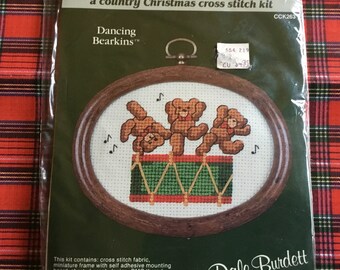 a country Christmas cross stitch kit
CCK263
Dancing
Bearkins™
This kit contains: cross stitch fabric,
miniature frame with self adhesive mounting
Dale Burdett